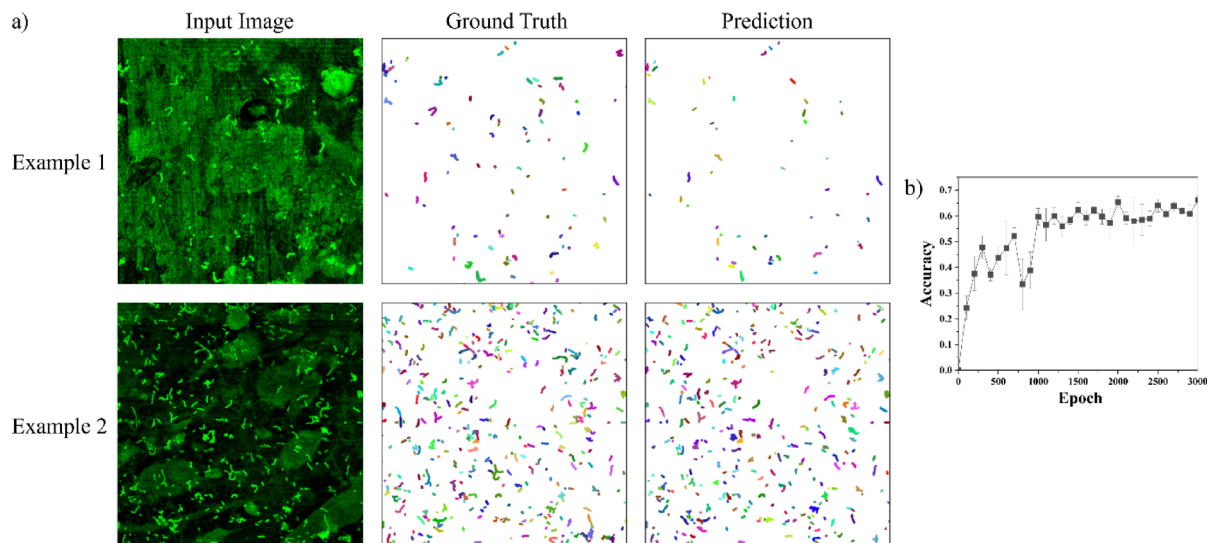 a)
Input Image
Ground Truth
Prediction
Example 1
Example 2
b)
Accuracy
0.7
0.6
0.5
0.4
0.3
0.2
0.1
0.0
0 500 1000 1500 2000 2500 3000
Epoch